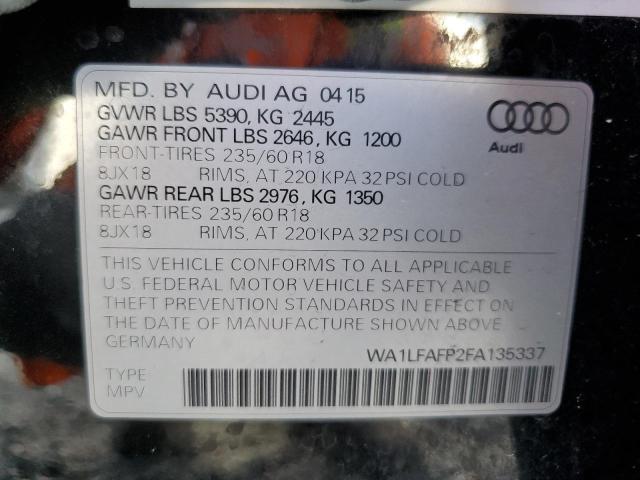 MFD. BY AUDI AG 04 15
GVWR LBS 5390, KG 2445
GAWR FRONT LBS 2646, KG 1200
FRONT-TIRES 235/60 R18
8JX18 RIMS, AT 220 KPA 32 PSI COLD
GAWR REAR LBS 2976, KG 1350
REAR-TIRES 235/60 R18
8JX18 RIMS, AT 220 KPA 32 PSI COLD
Audi
THIS VEHICLE CONFORMS TO ALL APPLICABLE
U.S. FEDERAL MOTOR VEHICLE SAFETY AND
THEFT PREVENTION STANDARDS IN EFFECT ON
THE DATE OF MANUFACTURE SHOWN ABOVE
GERMANY
WA1LFAFP2FA135337
TYPE
MPV